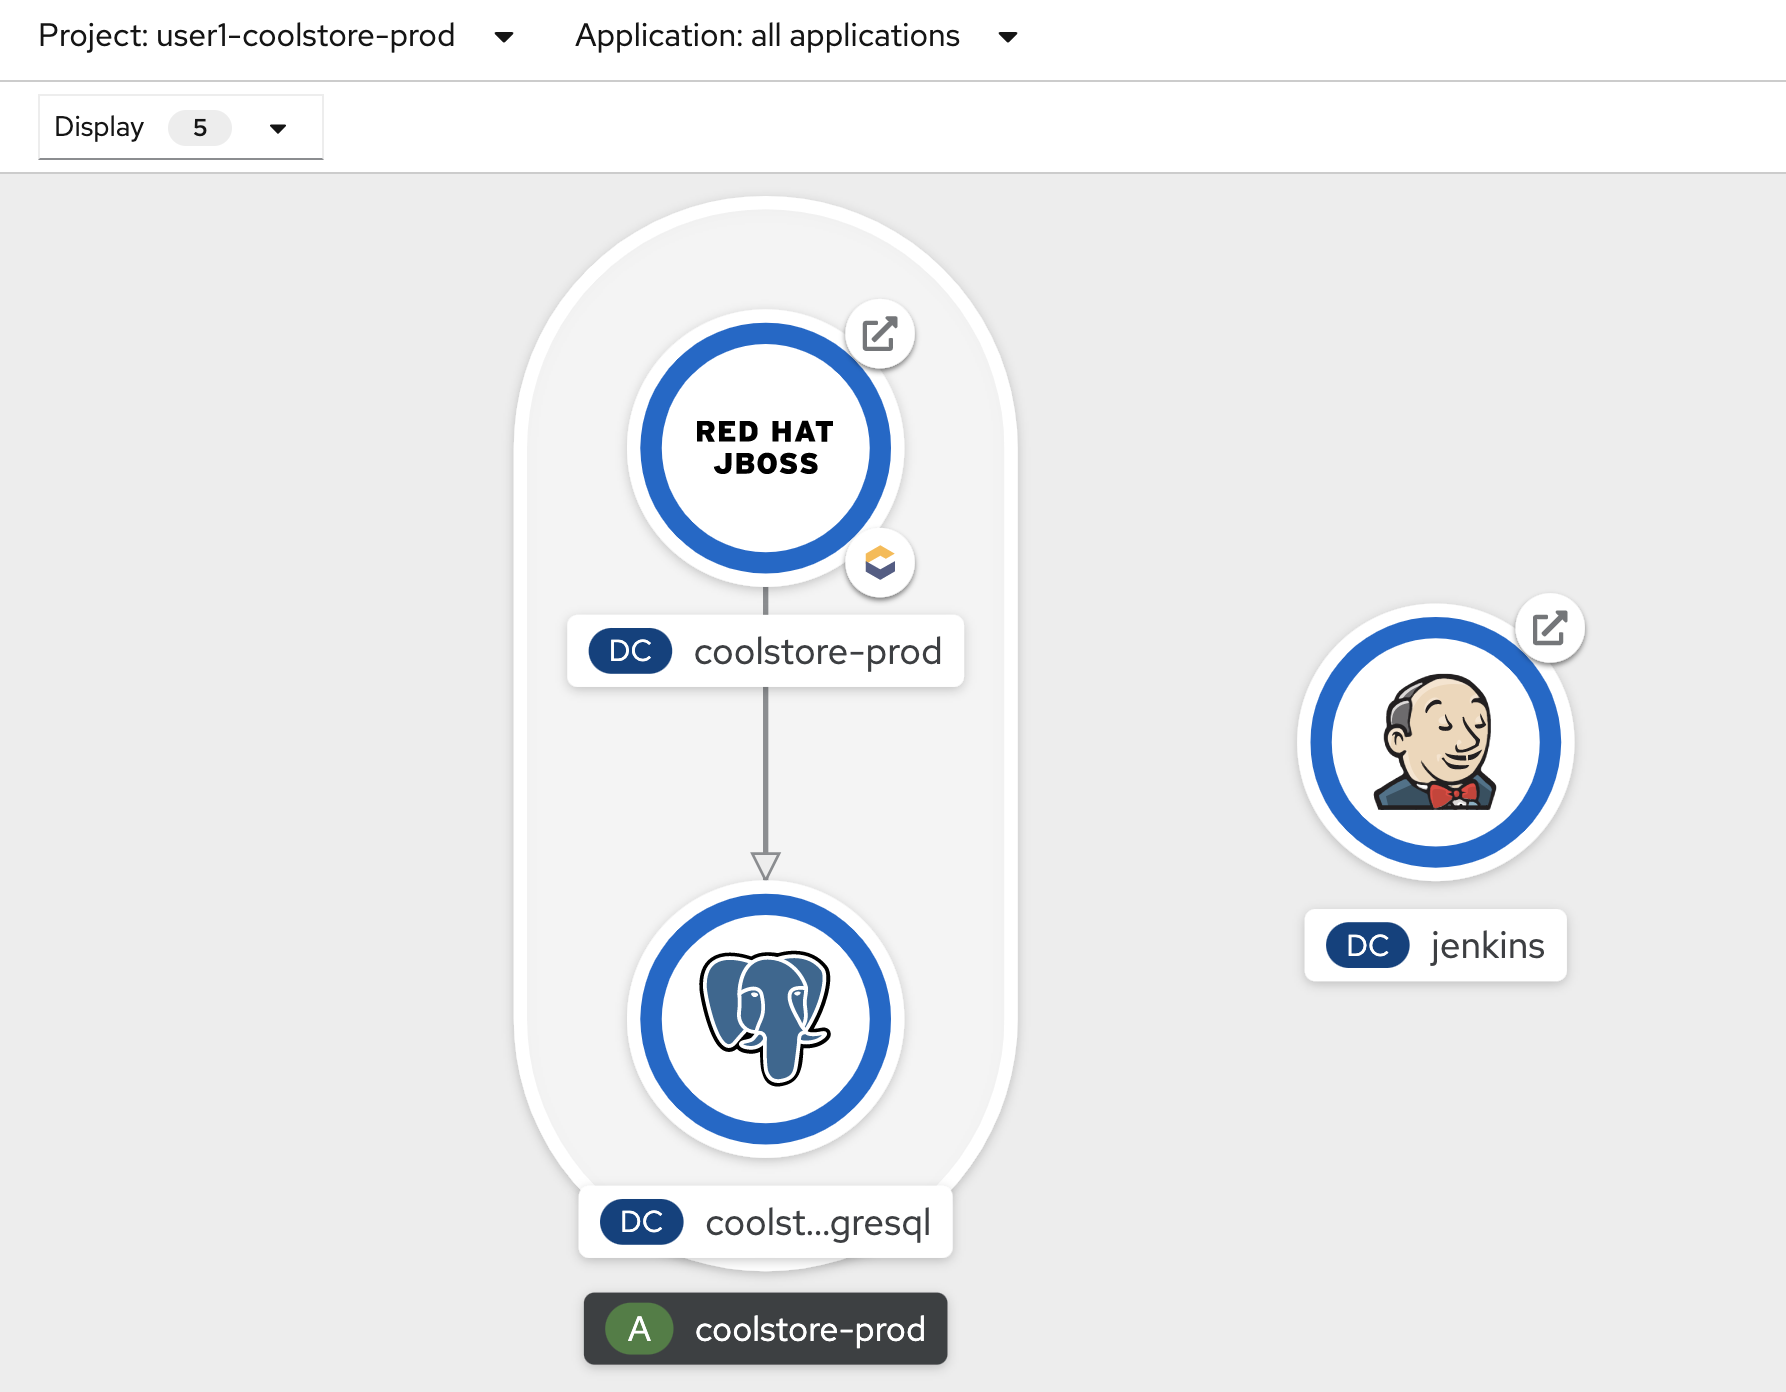 Project: user1-coolstore-prod
Application: all applications
Display 5
RED HAT
JBOSS
DC coolstore-prod
DC jenkins
DC coolst...gresql
A coolstore-prod